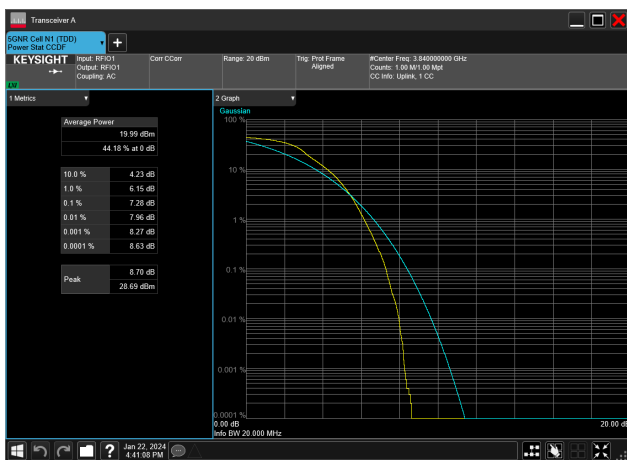 Transceiver A
5GNR Cell N1 (TDD)
Power Stat CCDF
KEYSIGHT
Input: RFIO1
Output: RFIO1
Coupling: AC
Corr CCorr
Range: 20 dBm
Trig: Prot Frame
Aligned
#Center Freq: 3.840000000 GHz
Counts: 1.00 M/1.00 Mpt
CC Info: Uplink, 1 CC
1 Metrics
Average Power
19.99 dBm
44.18 % at 0 dB
10.0 % 4.23 dB
1.0 % 6.15 dB
0.1 % 7.28 dB
0.01 % 7.96 dB
0.001 % 8.27 dB
0.0001 % 8.63 dB
Peak
8.70 dB
28.69 dBm
2 Graph
Gaussian
100 %
10 %
1 %
0.1 %
0.01 %
0.001 %
0.0001 %
0.00 dB
20.00 dB
Info BW 20.000 MHz
?
Jan 22, 2024
4:41:08 PM